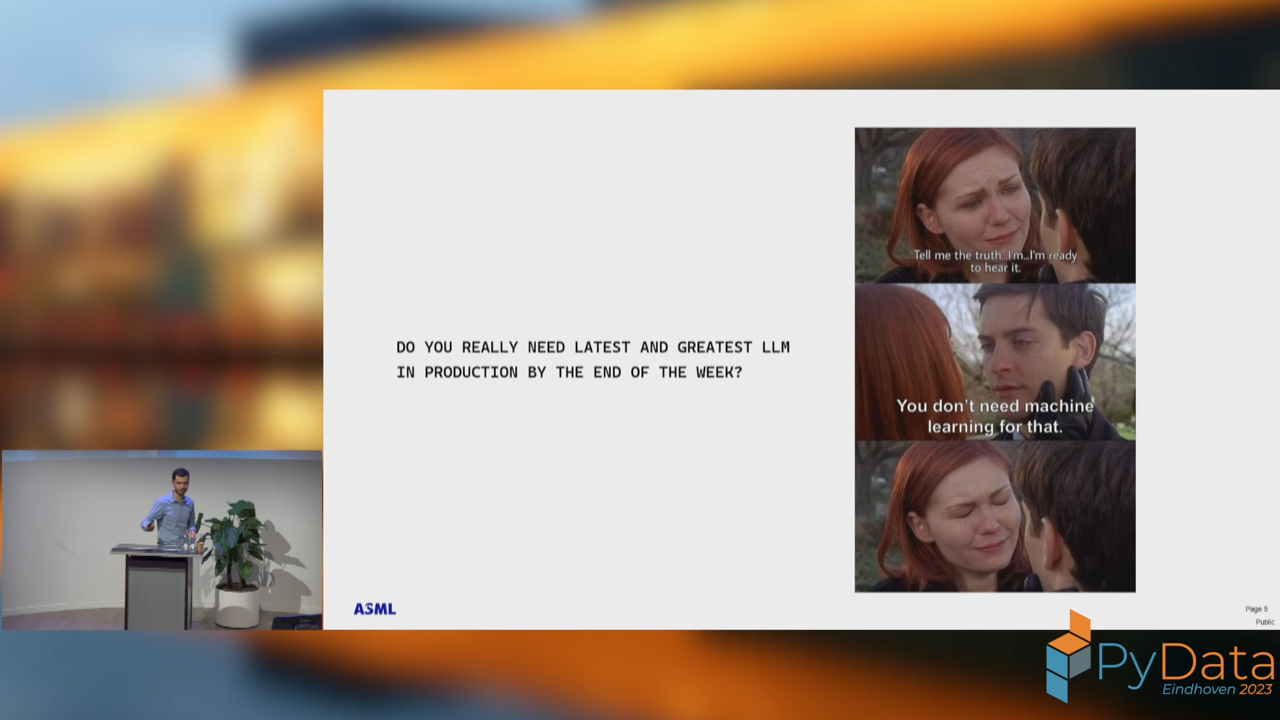 DO YOU REALLY NEED LATEST AND GREATEST LLM
IN PRODUCTION BY THE END OF THE WEEK?
Tell me the truth..I'm...I'm ready
to hear it.
You don't need machine
learning for that.
ASML
Page 5
Public
PyData
Eindhoven 2023